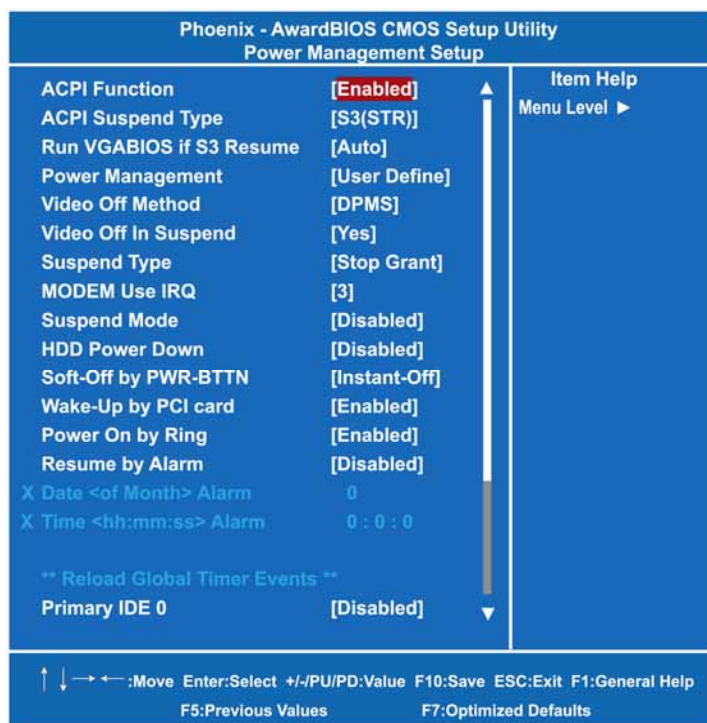 Phoenix - AwardBIOS CMOS Setup Utility
Power Management Setup
ACPI Function [Enabled]
ACPI Suspend Type [S3(STR)]
Run VGABIOS if S3 Resume [Auto]
Power Management [User Define]
Video Off Method [DPMS]
Video Off In Suspend [Yes]
Suspend Type [Stop Grant]
MODEM Use IRQ [3]
Suspend Mode [Disabled]
HDD Power Down [Disabled]
Soft-Off by PWR-BTTN [Instant-Off]
Wake-Up by PCI card [Enabled]
Power On by Ring [Enabled]
Resume by Alarm [Disabled]
X Date <of Month> Alarm 0
X Time <hh:mm:ss> Alarm 0 : 0 : 0
** Reload Global Timer Events **
Primary IDE 0 [Disabled]
Item Help
Menu Level ►
↑ ↓ → ← :Move Enter:Select +/-/PU/PD:Value F10:Save ESC:Exit F1:General Help
F5:Previous Values F7:Optimized Defaults